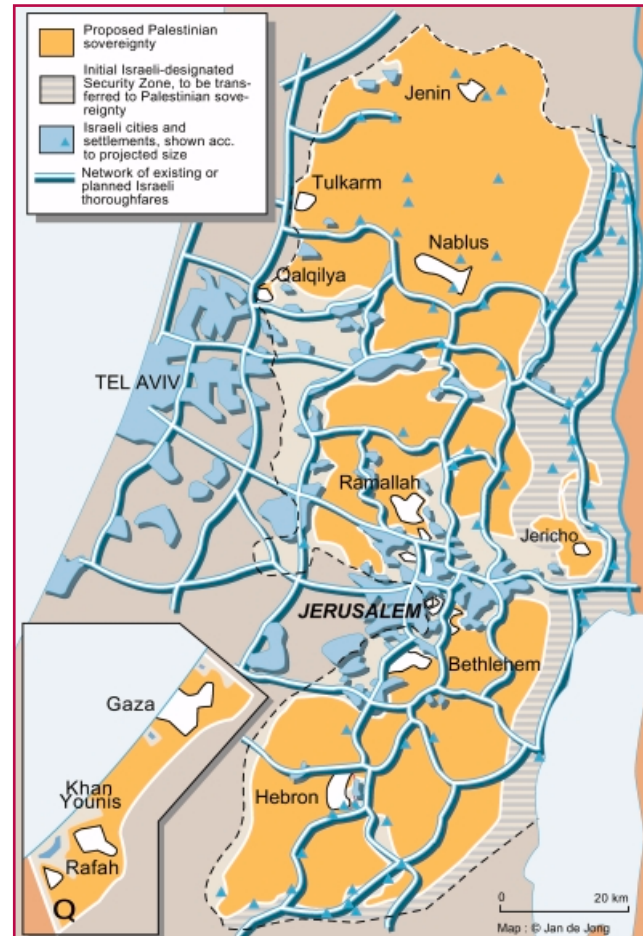 Proposed Palestinian
sovereignty
Initial Israeli-designated
Security Zone, to be trans-
ferred to Palestinian sove-
reignty
Israeli cities and
settlements, shown acc.
to projected size
Network of existing or
planned Israeli
thoroughfares
Jenin
Tulkarm
Nablus
Qalqilya
TEL AVIV
Ramallah
Jericho
JERUSALEM
Bethlehem
Gaza
Khan
Younis
Hebron
Rafah
Q
0 20 km
Map : © Jan de Jong